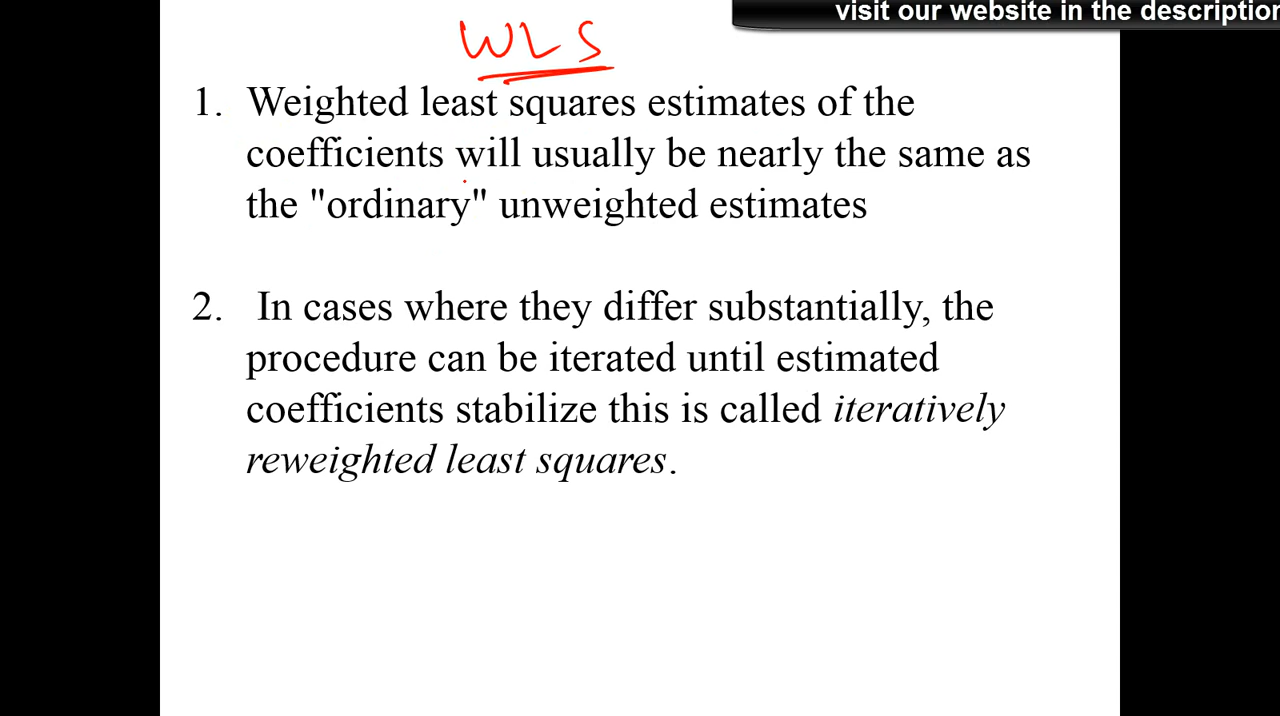 visit our website in the description
WLS
1. Weighted least squares estimates of the
coefficients will usually be nearly the same as
the "ordinary" unweighted estimates
2. In cases where they differ substantially, the
procedure can be iterated until estimated
coefficients stabilize this is called iteratively
reweighted least squares.